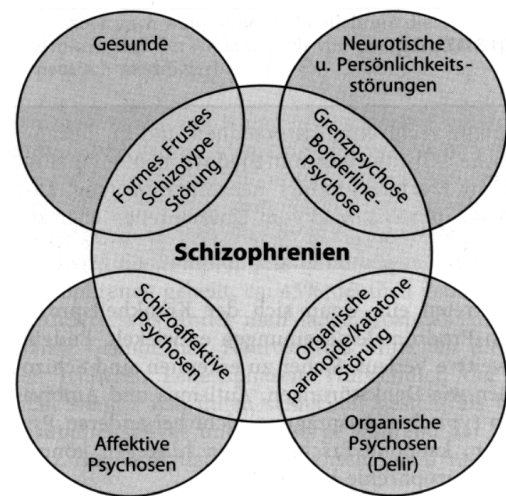 Gesunde
Neurotische
u. Persönlichkeits-
störungen
Formes Frustes
Schizotype
Störung
Grenzpsychose
Borderline-
Psychose
Schizophrenien
Schizoaffektive
Psychosen
Organische
paranoide/katatone
Störung
Affektive
Psychosen
Organische
Psychosen
(Delir)